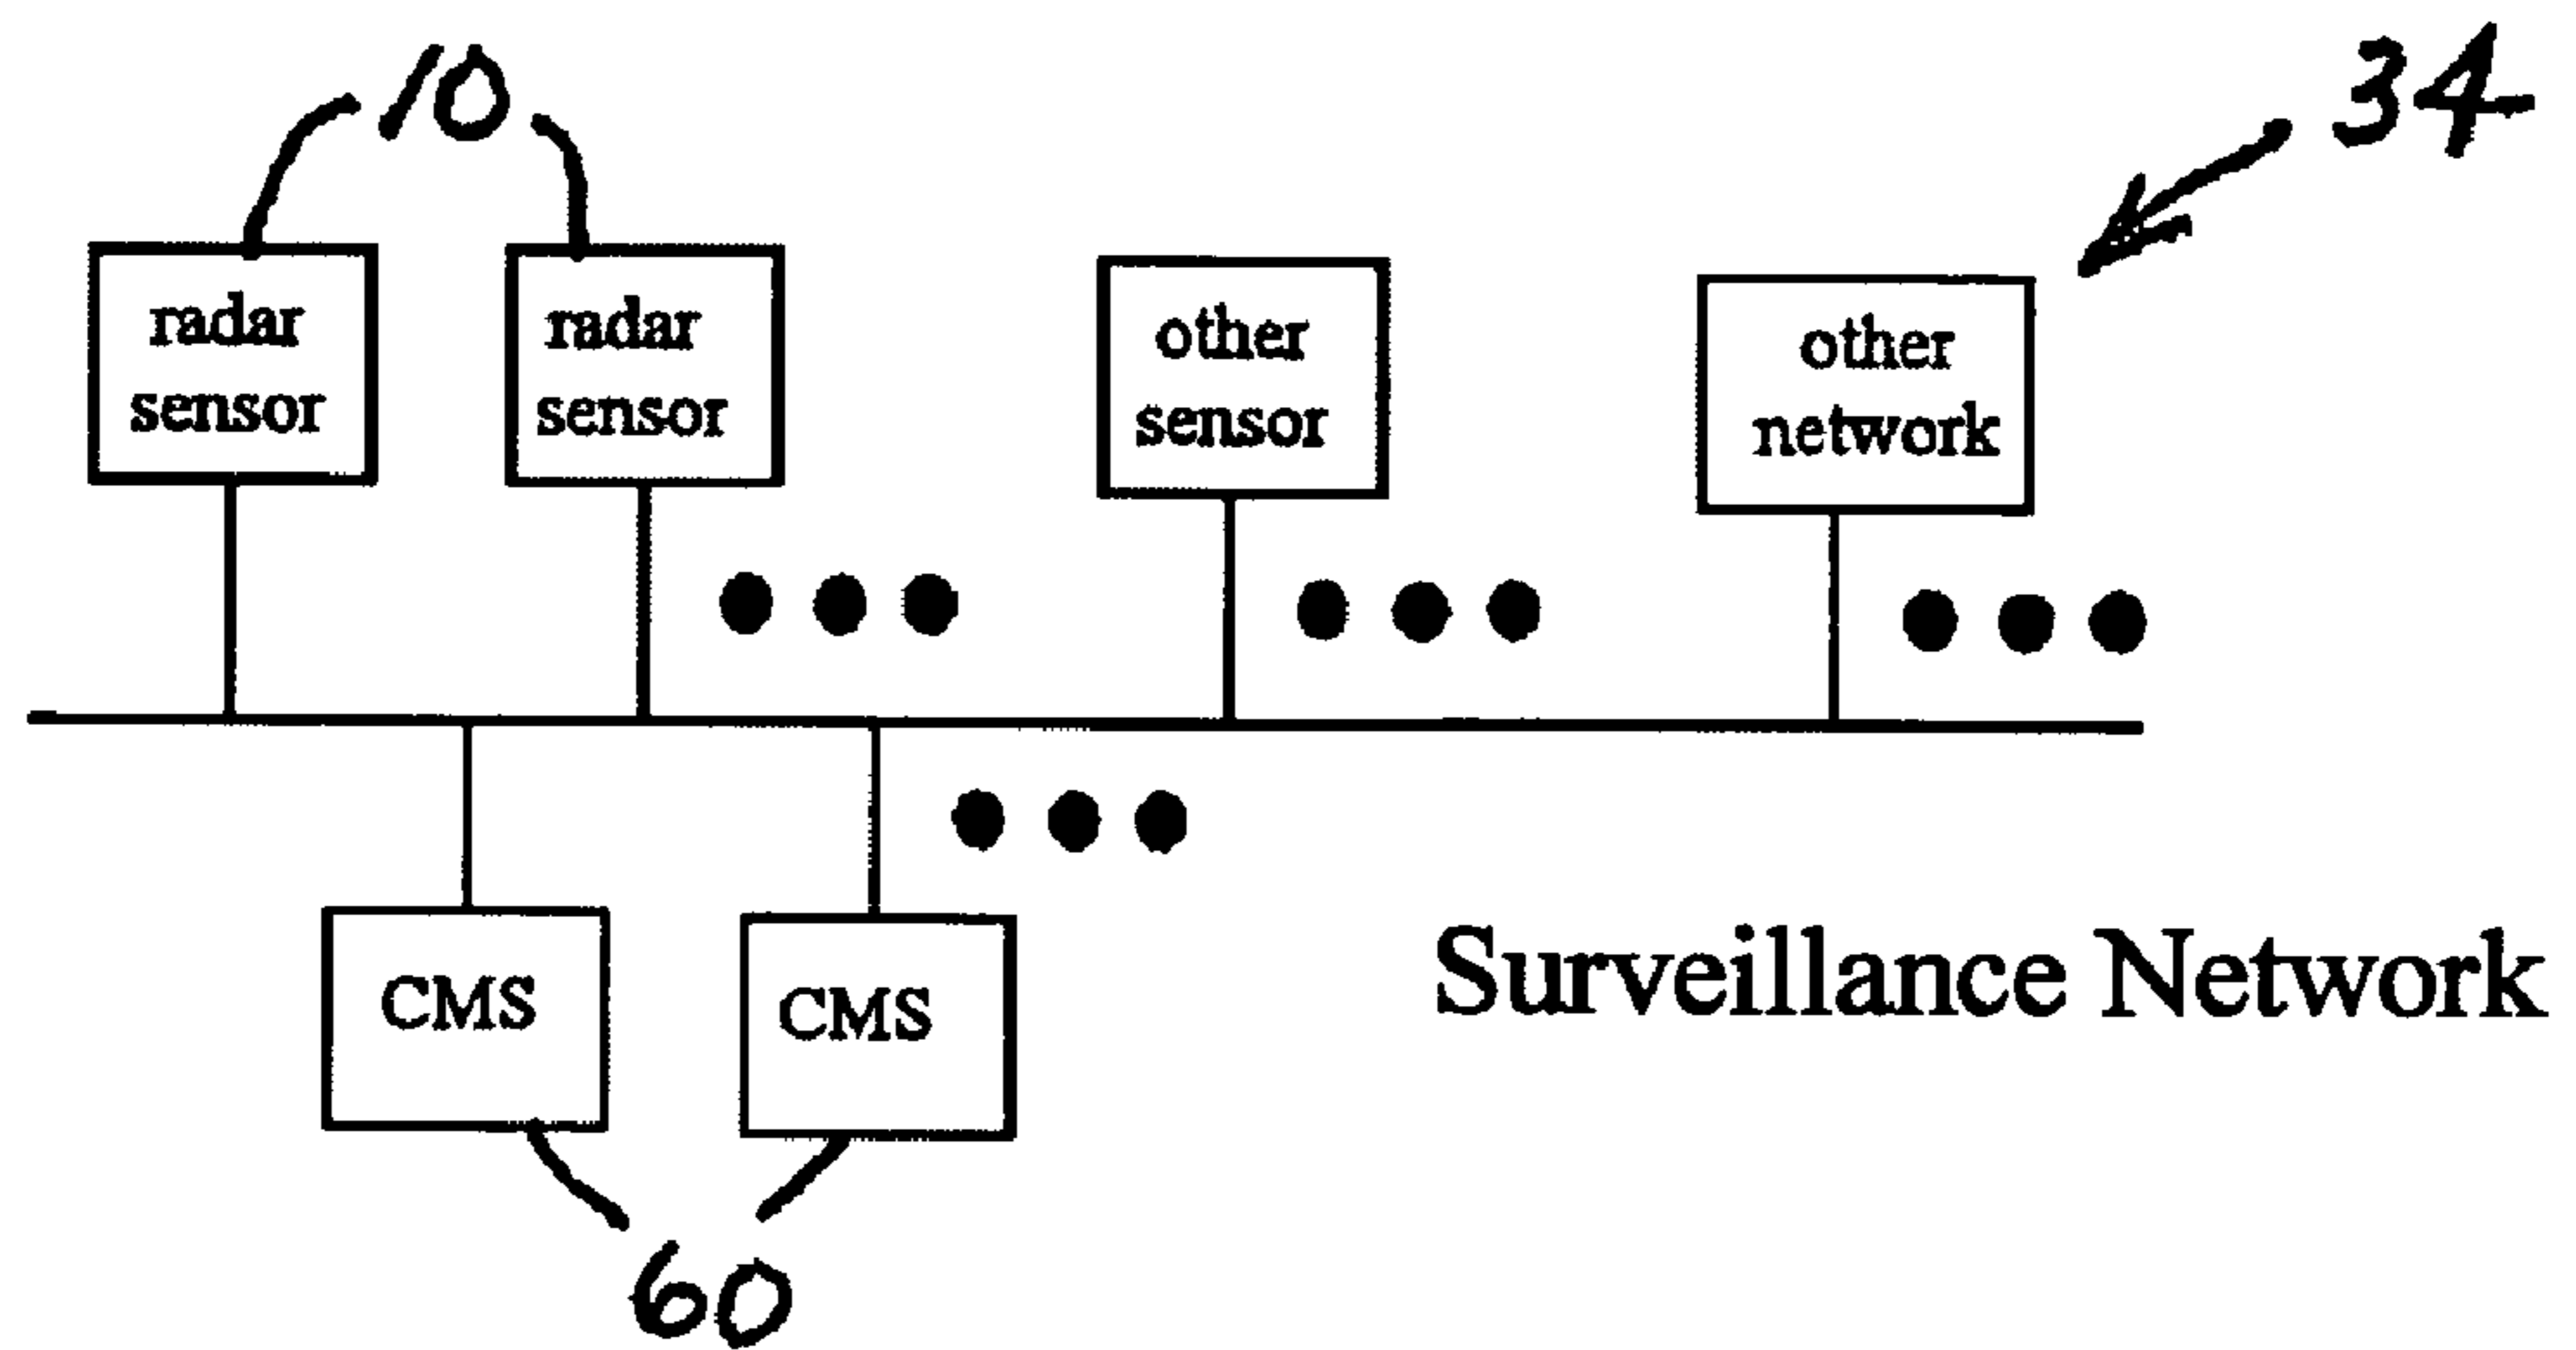 10
34
radar
sensor
radar
sensor
other
sensor
other
network
CMS
CMS
Surveillance Network
60